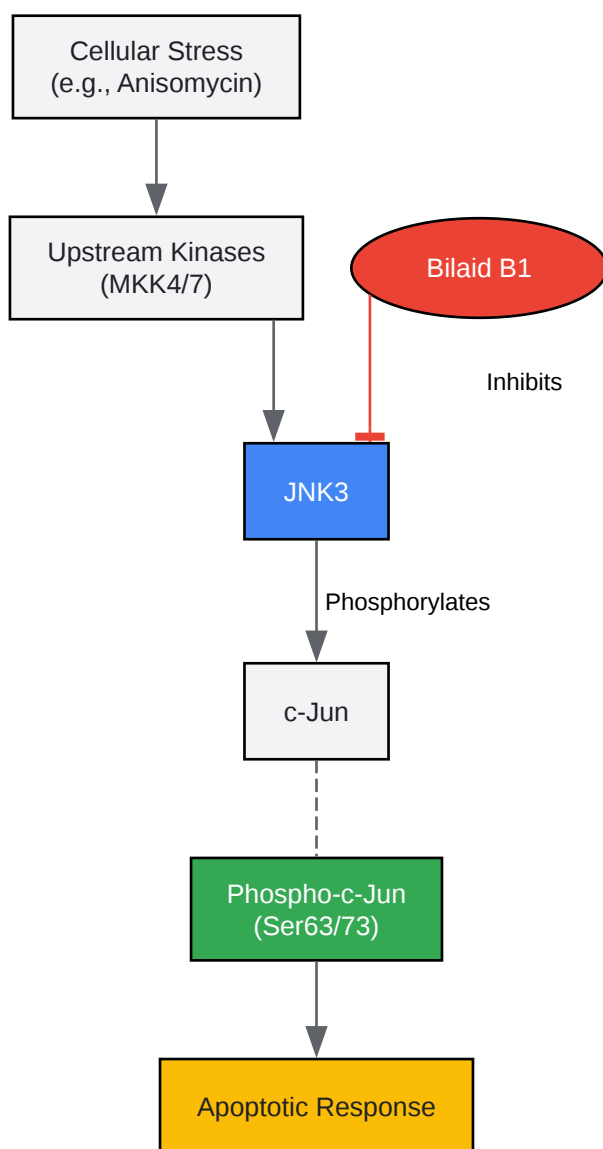 Cellular Stress
(e.g., Anisomycin)
Upstream Kinases
(MKK4/7)
Bilaid B1
Inhibits
JNK3
Phosphorylates
c-Jun
Phospho-c-Jun
(Ser63/73)
Apoptotic Response